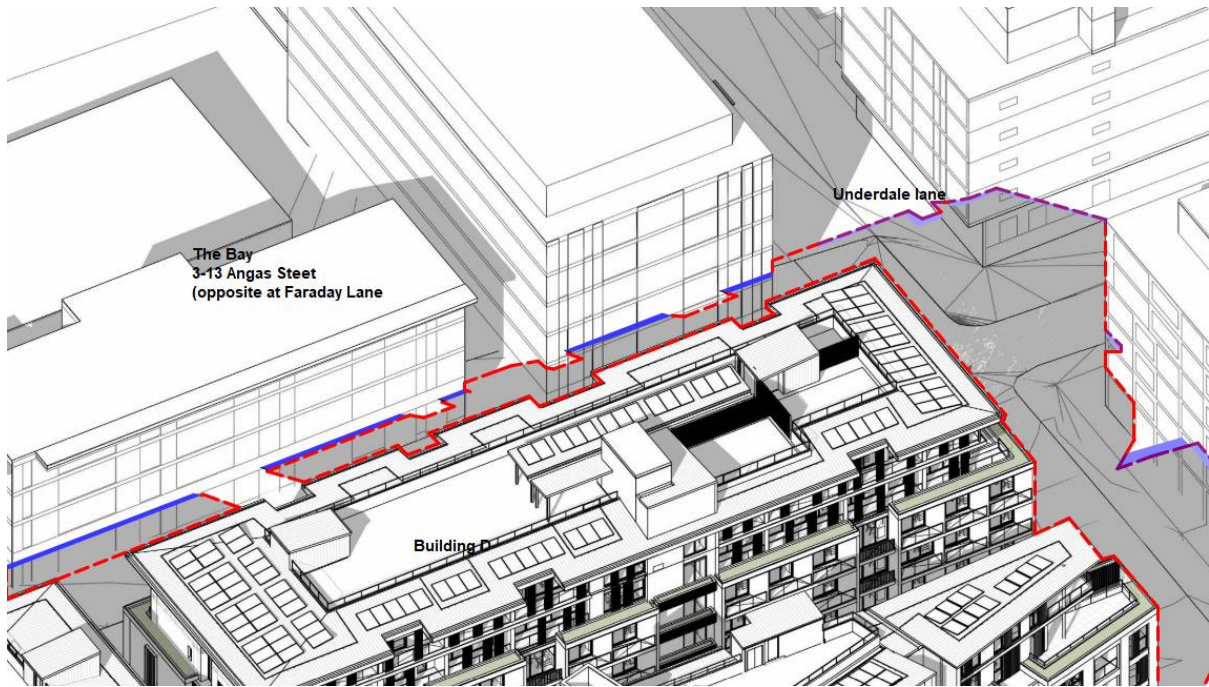 Underdale lane
The Bay
3-13 Angas Steet
(opposite at Faraday Lane
Building D